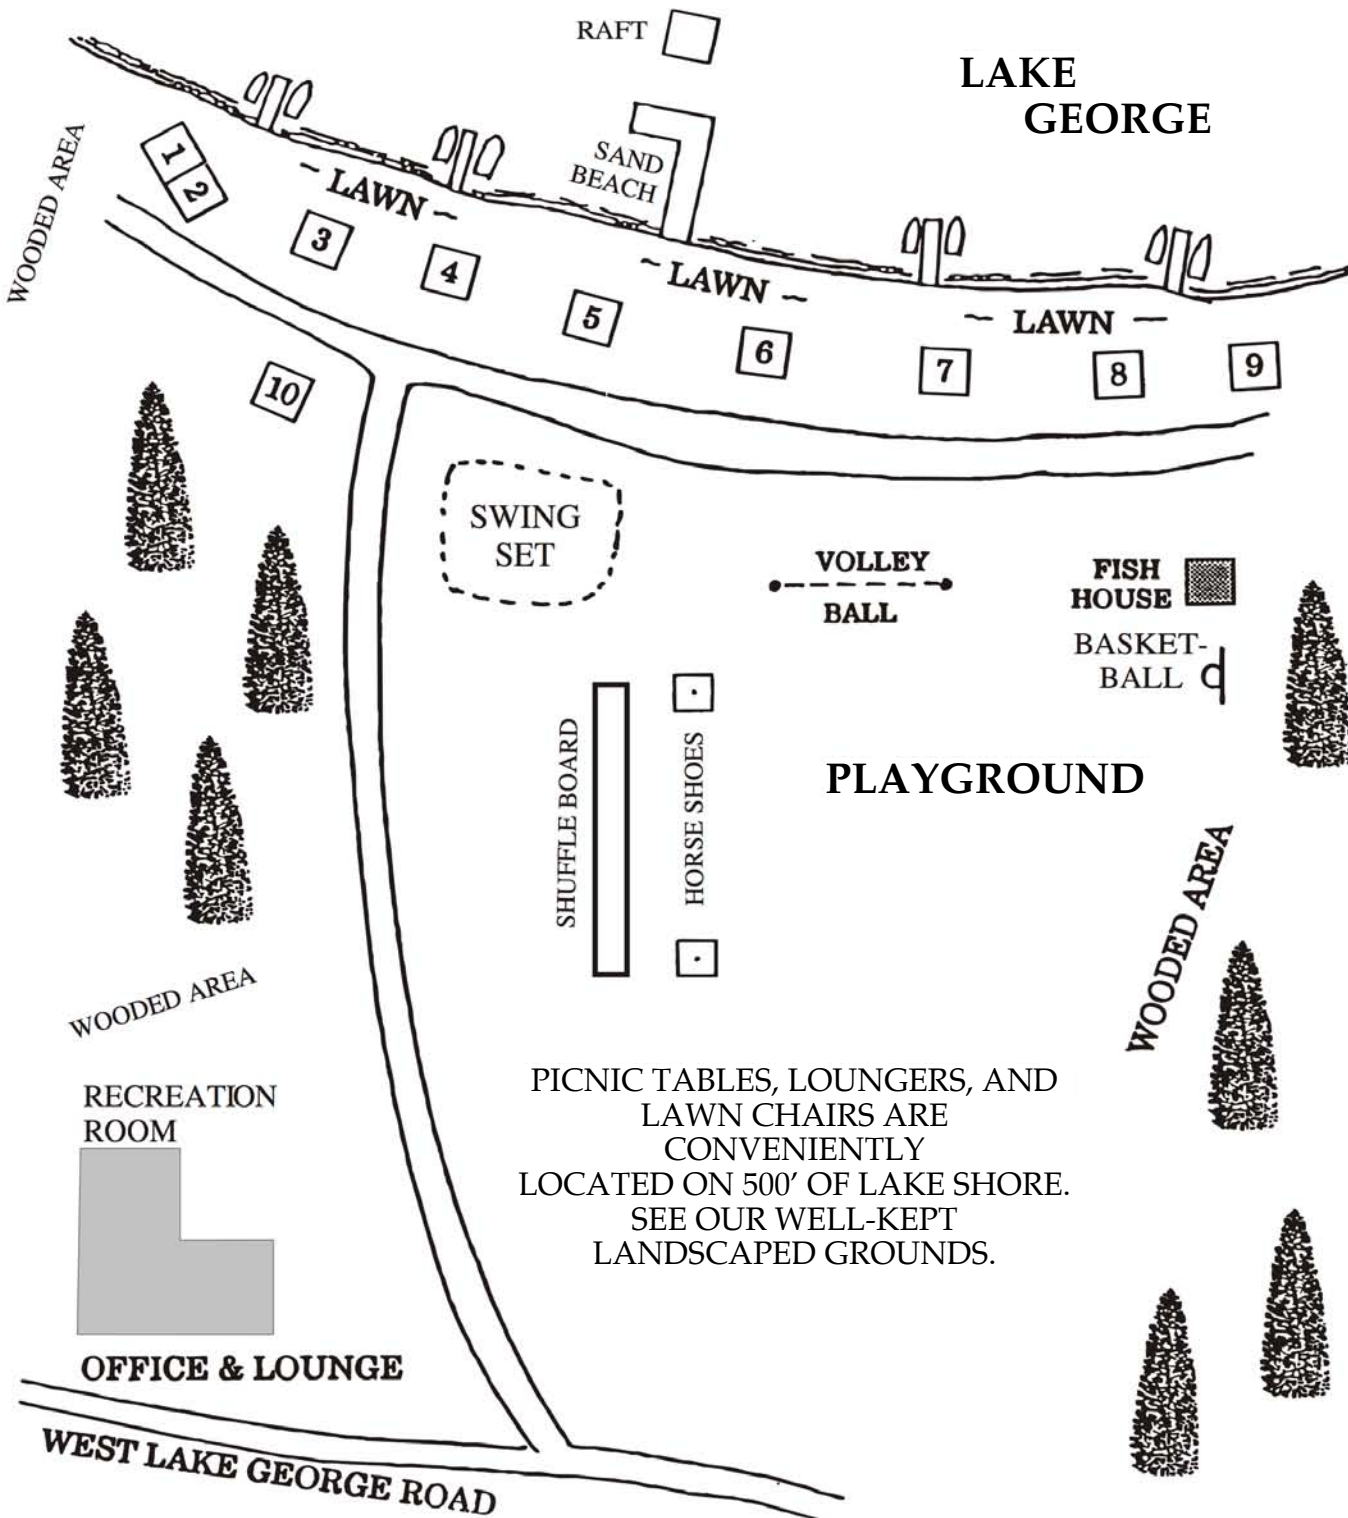 RAFT
LAKE
GEORGE
SAND
BEACH
WOODED AREA
1
2
~ LAWN ~
3
4
5
~ LAWN ~
6
~ LAWN —
7
8
9
10
SWING
SET
VOLLEY
BALL
FISH
HOUSE
BASKET-
BALL
SHUFFLE BOARD
HORSE SHOES
PLAYGROUND
WOODED AREA
WOODED AREA
RECREATION
ROOM
PICNIC TABLES, LOUNGERS, AND
LAWN CHAIRS ARE
CONVENIENTLY
LOCATED ON 500’ OF LAKE SHORE.
SEE OUR WELL-KEPT
LANDSCAPED GROUNDS.
OFFICE & LOUNGE
WEST LAKE GEORGE ROAD